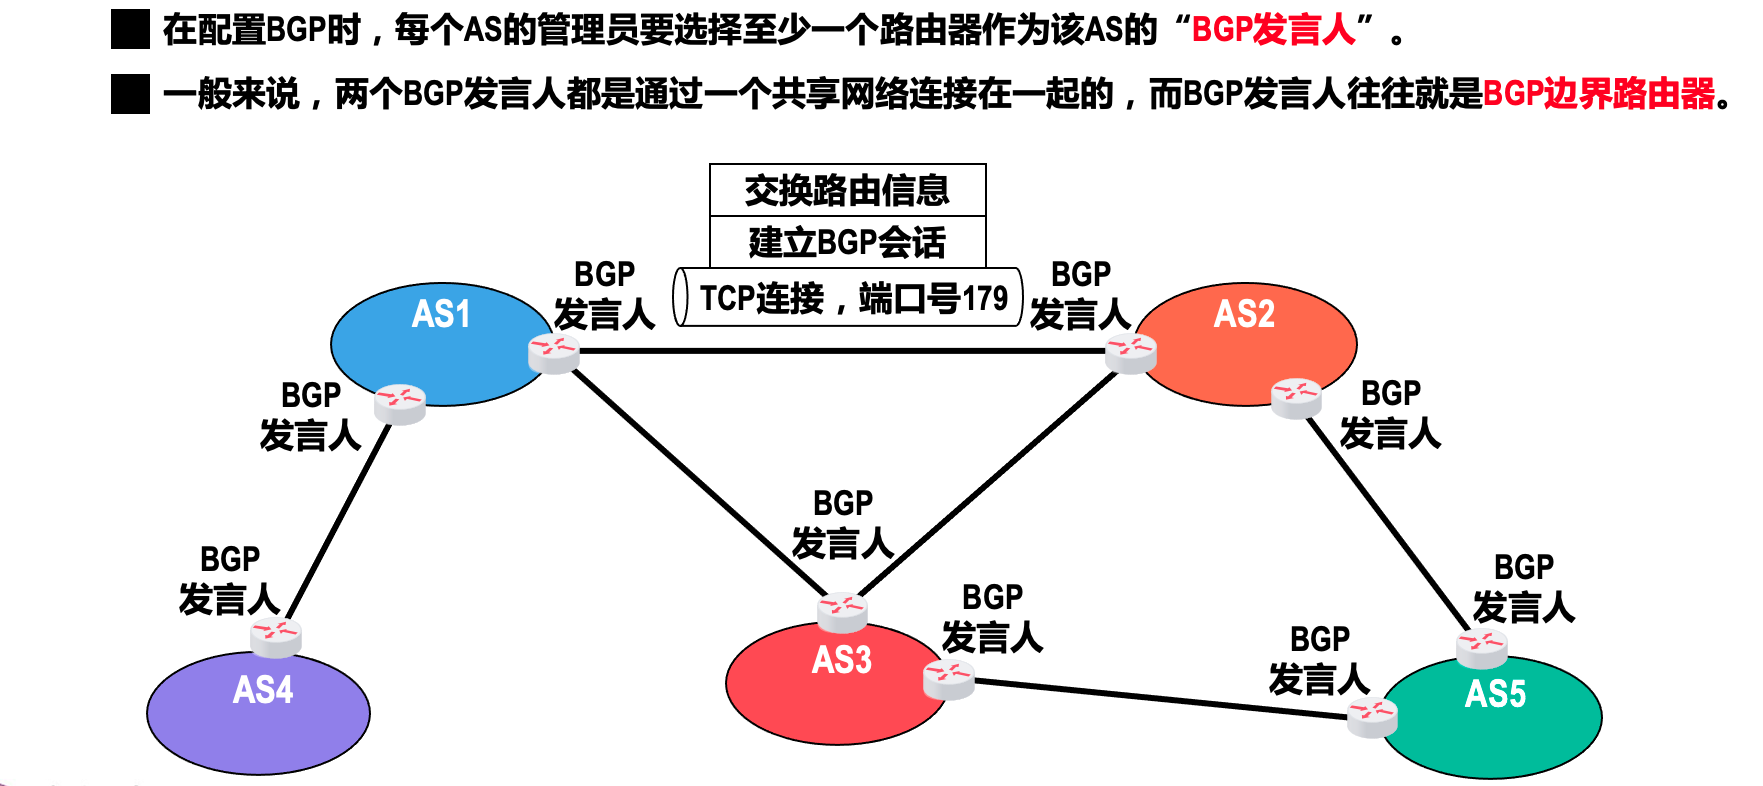 在配置BGP时，每个AS的管理员要选择至少一个路由器作为该AS的“BGP发言人”。
一般来说，两个BGP发言人都是通过一个共享网络连接在一起的，而BGP发言人往往就是BGP边界路由器。
交换路由信息
建立BGP会话
TCP连接，端口号179
BGP
发言人
BGP
发言人
AS1
AS2
BGP
发言人
BGP
发言人
BGP
发言人
BGP
发言人
BGP
发言人
BGP
发言人
BGP
发言人
AS3
AS4
AS5